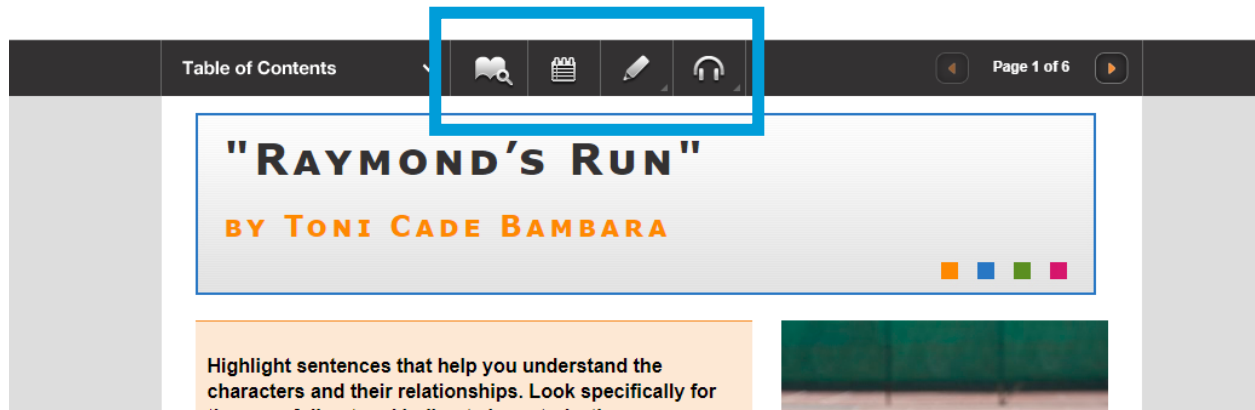 Table of Contents
Page 1 of 6
"RAYMOND'S RUN"
BY TONI CADE BAMBARA
Highlight sentences that help you understand the
characters and their relationships. Look specifically for